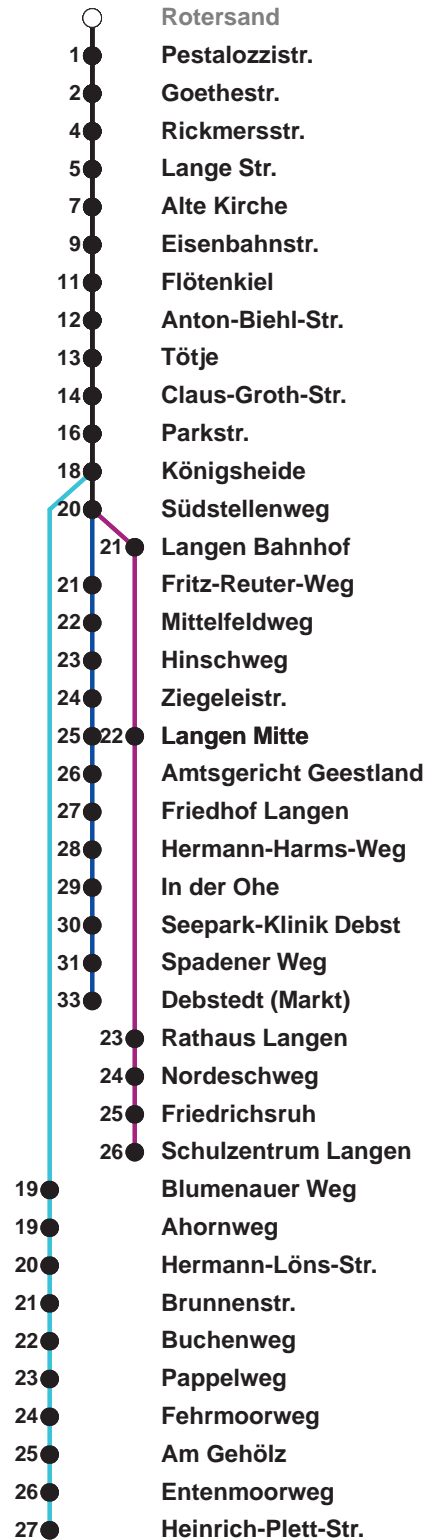 Rotersand
1 Pestalozzistr.
2 Goethestr.
4 Rickmersstr.
5 Lange Str.
7 Alte Kirche
9 Eisenbahnstr.
11 Flötenkiel
12 Anton-Biehl-Str.
13 Tötje
14 Claus-Groth-Str.
16 Parkstr.
18 Königsheide
20 Südstellenweg
21 Langen Bahnhof
21 Fritz-Reuter-Weg
22 Mittelfeldweg
23 Hinschweg
24 Ziegeleistr.
25 22 Langen Mitte
26 Amtsgericht Geestland
27 Friedhof Langen
28 Hermann-Harms-Weg
29 In der Ohe
30 Seepark-Klinik Debst
31 Spadener Weg
33 Debstedt (Markt)
23 Rathaus Langen
24 Nordeschweg
25 Friedrichsruh
26 Schulzentrum Langen
19 Blumenauer Weg
19 Ahornweg
20 Hermann-Löns-Str.
21 Brunnenstr.
22 Buchenweg
23 Pappelweg
24 Fehrmoorweg
25 Am Gehölz
26 Entenmoorweg
27 Heinrich-Plett-Str.